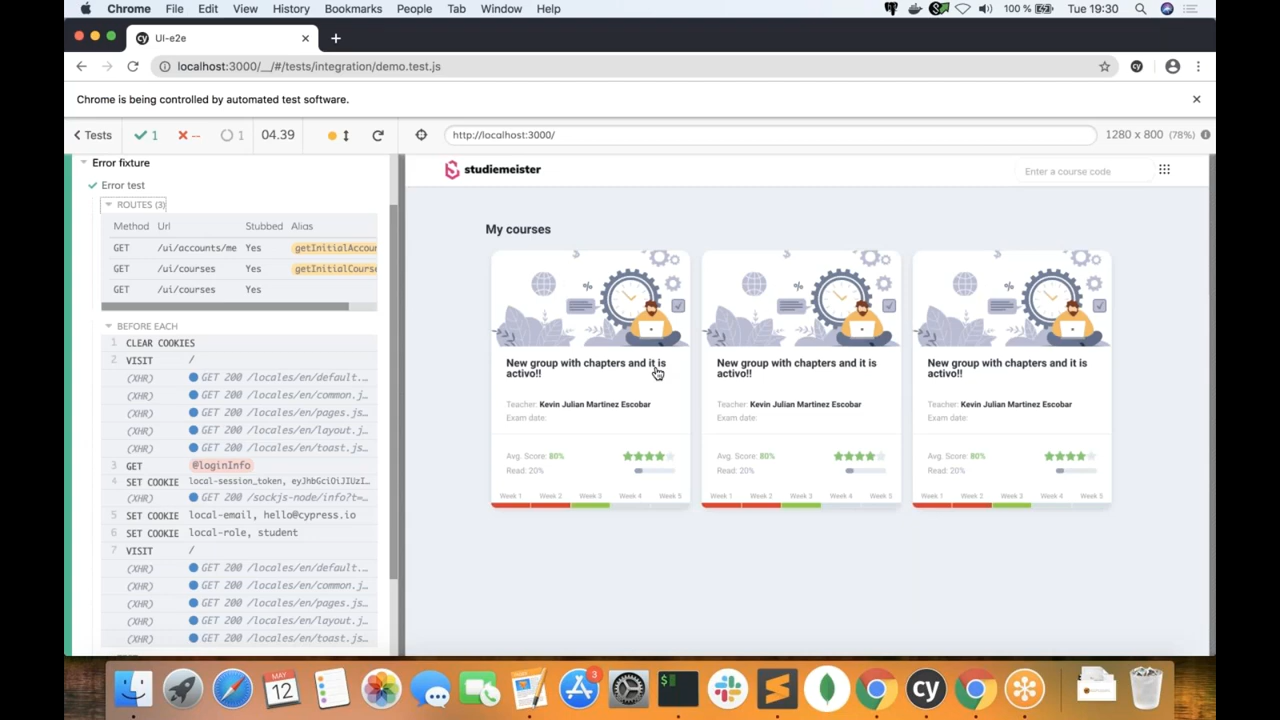 Chrome File Edit View History Bookmarks People Tab Window Help 100 % Tue 19:30
UI-e2e
localhost:3000/__/#/tests/integration/demo.test.js
Chrome is being controlled by automated test software.
Tests 1 -- 1 04.39 http://localhost:3000/ 1280 x 800 (78%)
Error fixture
Error test
ROUTES (3)
Method Url Stubbed Alias
GET /ui/accounts/me Yes getInitialAccour
GET /ui/courses Yes getInitialCourse
GET /ui/courses Yes
BEFORE EACH
1 CLEAR COOKIES
2 VISIT /
(XHR) GET 200 /locales/en/default....
(XHR) GET 200 /locales/en/common.j...
(XHR) GET 200 /locales/en/pages.js...
(XHR) GET 200 /locales/en/layout.j...
(XHR) GET 200 /locales/en/toast.js...
3 GET @loginInfo
4 SET COOKIE local-session_token, eyJhbGciOiJIUzI...
(XHR) GET 200 /sockjs-node/info?t=...
5 SET COOKIE local-email, hello@cypress.io
6 SET COOKIE local-role, student
7 VISIT /
(XHR) GET 200 /locales/en/default....
(XHR) GET 200 /locales/en/common.j...
(XHR) GET 200 /locales/en/pages.js...
(XHR) GET 200 /locales/en/layout.j...
(XHR) GET 200 /locales/en/toast.js...
studiemeister
Enter a course code
My courses
New group with chapters and it is
activo!!
Teacher: Kevin Julian Martinez Escobar
Exam date:
Avg. Score: 80%
Read: 20%
Week 1 Week 2 Week 3 Week 4 Week 5
New group with chapters and it is
activo!!
Teacher: Kevin Julian Martinez Escobar
Exam date:
Avg. Score: 80%
Read: 20%
Week 1 Week 2 Week 3 Week 4 Week 5
New group with chapters and it is
activo!!
Teacher: Kevin Julian Martinez Escobar
Exam date:
Avg. Score: 80%
Read: 20%
Week 1 Week 2 Week 3 Week 4 Week 5
MAY
12
3
cy